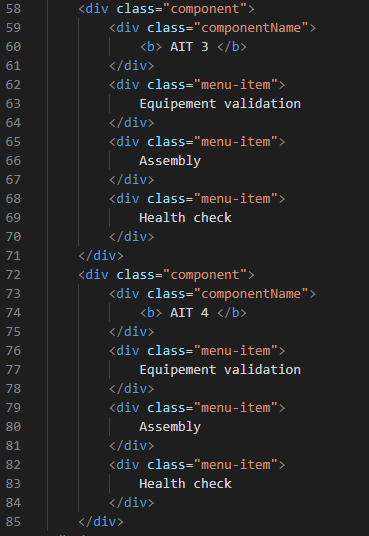 58 <div class="component">
59 <div class="componentName">
60 <b> AIT 3 </b>
61 </div>
62 <div class="menu-item">
63 Equipement validation
64 </div>
65 <div class="menu-item">
66 Assembly
67 </div>
68 <div class="menu-item">
69 Health check
70 </div>
71 </div>
72 <div class="component">
73 <div class="componentName">
74 <b> AIT 4 </b>
75 </div>
76 <div class="menu-item">
77 Equipement validation
78 </div>
79 <div class="menu-item">
80 Assembly
81 </div>
82 <div class="menu-item">
83 Health check
84 </div>
85 </div>